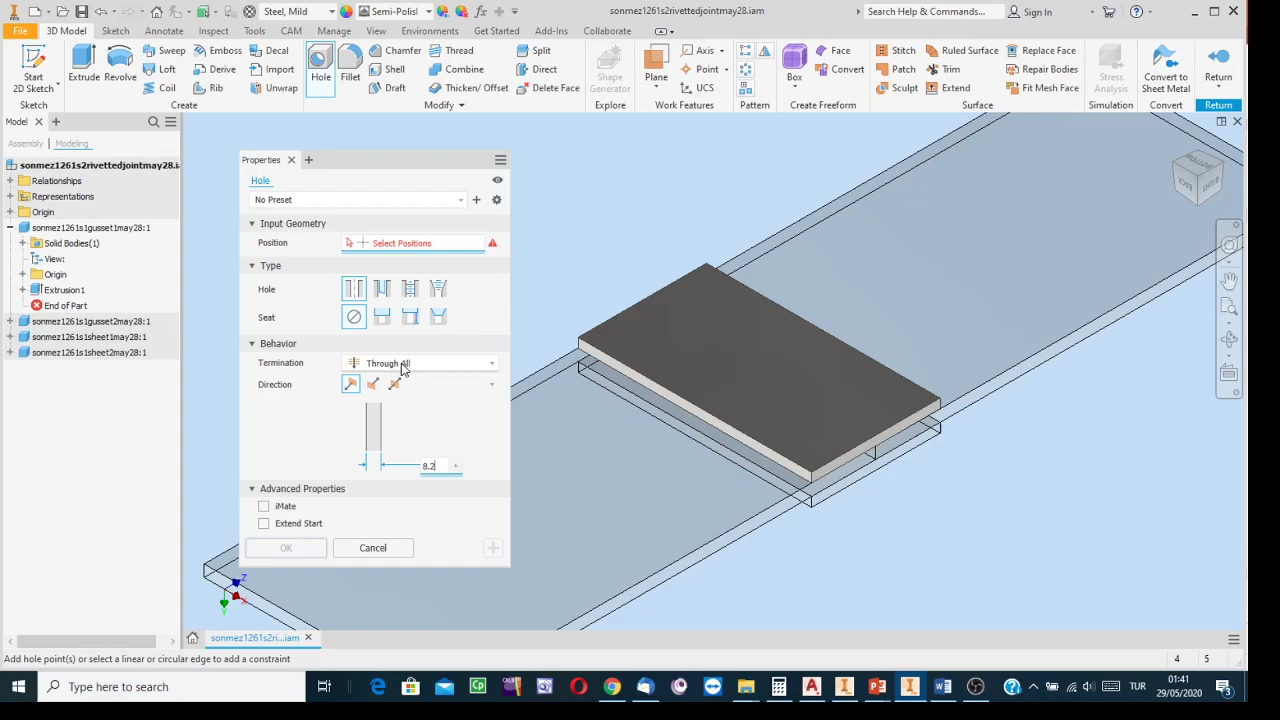 Steel, Mild
Semi-Polisl
sonmez1261s2rivettedjointmay28.iam
Search Help & Commands...
Sign In
File
3D Model
Sketch
Annotate
Inspect
Tools
CAM
Manage
View
Environments
Get Started
Add-Ins
Collaborate
Start
2D Sketch
Extrude
Revolve
Sweep
Loft
Coil
Emboss
Derive
Rib
Decal
Import
Unwrap
Hole
Fillet
Chamfer
Shell
Draft
Thread
Combine
Thicken/ Offset
Split
Direct
Delete Face
Shape
Generator
Plane
Axis
Point
UCS
Box
Face
Convert
Stitch
Patch
Sculpt
Ruled Surface
Trim
Extend
Replace Face
Repair Bodies
Fit Mesh Face
Stress
Analysis
Convert to
Sheet Metal
Return
Sketch
Create
Modify
Explore
Work Features
Pattern
Create Freeform
Surface
Simulation
Convert
Return
Model
Assembly
Modeling
sonmez1261s2rivettedjointmay28.i
Relationships
Representations
Origin
sonmez1261s1gusset1may28:1
Solid Bodies(1)
View:
Origin
Extrusion1
End of Part
sonmez1261s1gusset2may28:1
sonmez1261s1sheet1may28:1
sonmez1261s1sheet2may28:1
Properties
Hole
No Preset
Input Geometry
Position
Select Positions
Type
Hole
Seat
Behavior
Termination
Through All
Direction
8.2
Advanced Properties
iMate
Extend Start
OK
Cancel
Z
X
Y
sonmez1261s2ri...iam
Add hole point(s) or select a linear or circular edge to add a constraint
4
5
Type here to search
TUR
01:41
29/05/2020
3